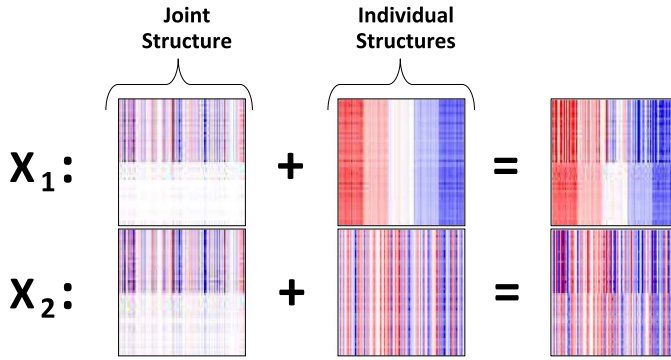 Joint Structure
Individual Structures
X1: + =
X2: + =